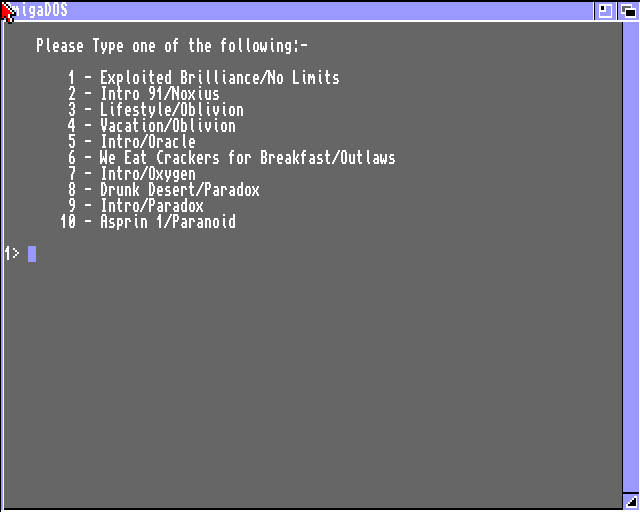 AmigaDOS
Please Type one of the following:-
1 - Exploited Brilliance/No Limits
2 - Intro 91/Noxius
3 - Lifestyle/Oblivion
4 - Vacation/Oblivion
5 - Intro/Oracle
6 - We Eat Crackers for Breakfast/Outlaws
7 - Intro/Oxygen
8 - Drunk Desert/Paradox
9 - Intro/Paradox
10 - Asprin 1/Paranoid
1>